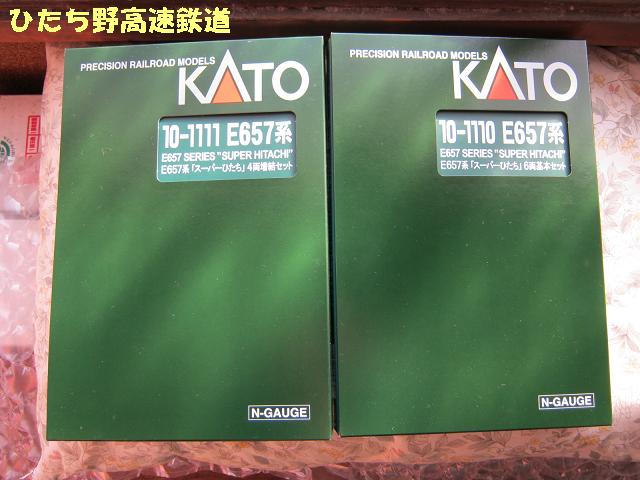 ひたち野高速鉄道
PRECISION RAILROAD MODELS
KATO
10-1111 E657系
E657 SERIES "SUPER HITACHI"
E657系「スーパーひたち」4両増結セット
N-GAUGE
PRECISION RAILROAD MODELS
KATO
10-1110 E657系
E657 SERIES "SUPER HITACHI"
E657系「スーパーひたち」6両基本セット
N-GAUGE